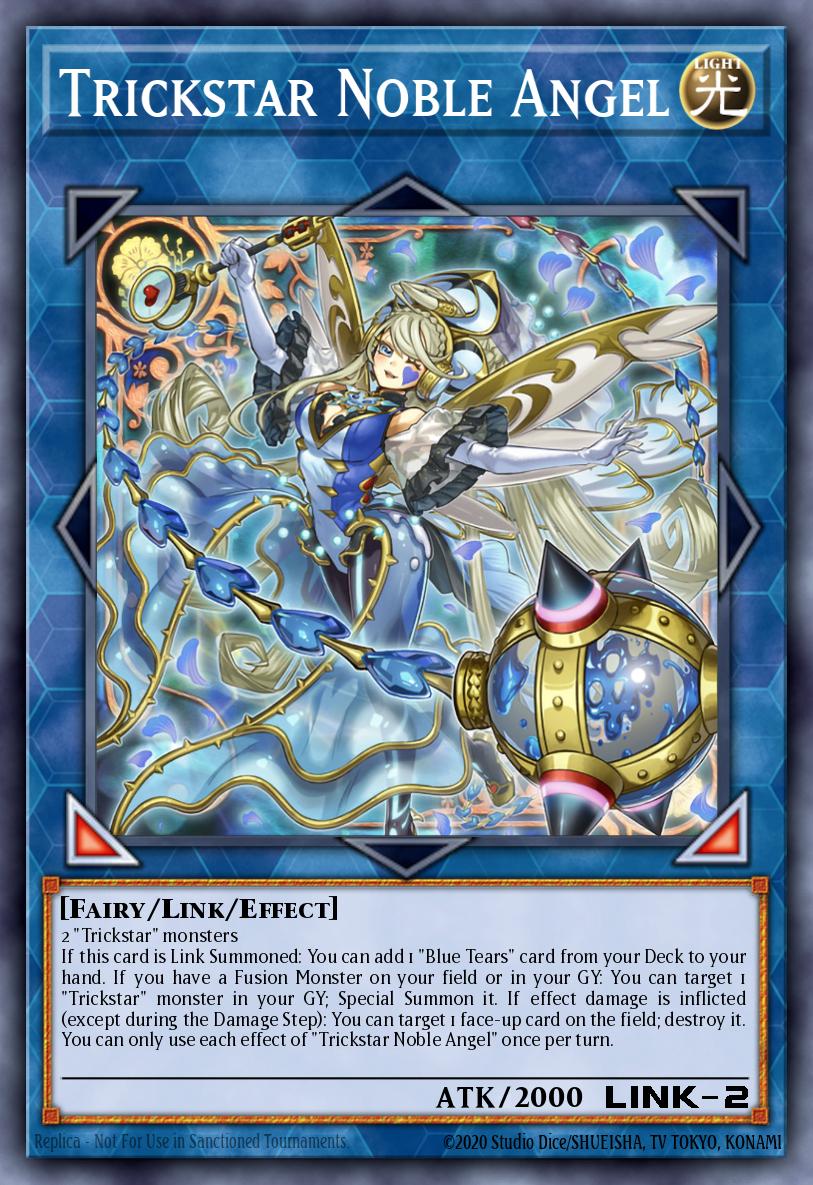 Trickstar Noble Angel
LIGHT
光
[Fairy/Link/Effect]
2 "Trickstar" monsters
If this card is Link Summoned: You can add 1 "Blue Tears" card from your Deck to your
hand. If you have a Fusion Monster on your field or in your GY: You can target 1
"Trickstar" monster in your GY; Special Summon it. If effect damage is inflicted
(except during the Damage Step): You can target 1 face-up card on the field; destroy it.
You can only use each effect of "Trickstar Noble Angel" once per turn.
ATK/2000 LINK-2
Replica - Not For Use in Sanctioned Tournaments. ©2020 Studio Dice/SHUEISHA, TV TOKYO, KONAMI